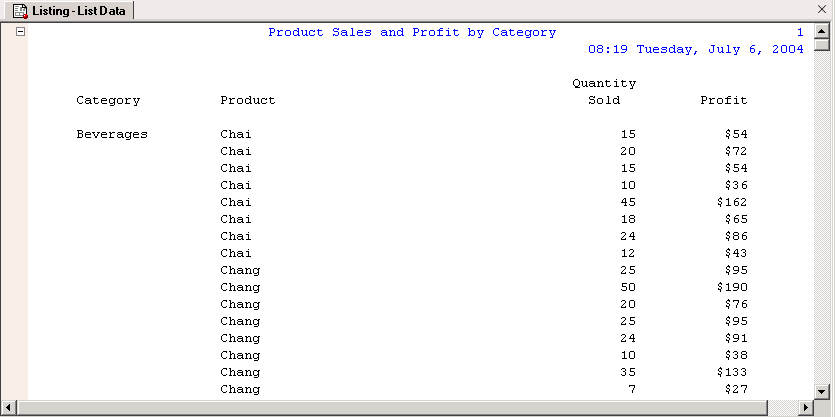 Listing - List Data
Product Sales and Profit by Category 1
08:19 Tuesday, July 6, 2004
Quantity
Category Product Sold Profit
Beverages Chai 15 $54
Chai 20 $72
Chai 15 $54
Chai 10 $36
Chai 45 $162
Chai 18 $65
Chai 24 $86
Chai 12 $43
Chang 25 $95
Chang 50 $190
Chang 20 $76
Chang 25 $95
Chang 24 $91
Chang 10 $38
Chang 35 $133
Chang 7 $27